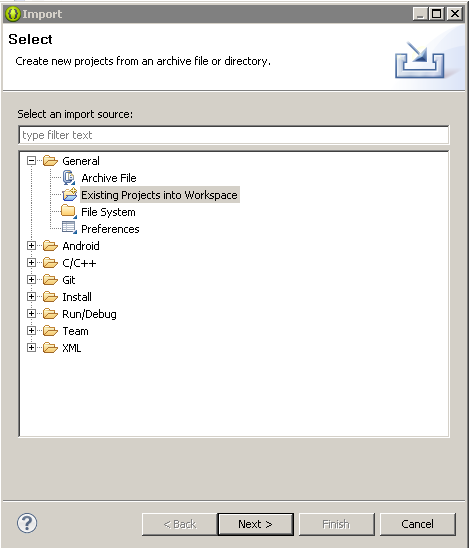 Import
Select
Create new projects from an archive file or directory.
Select an import source:
type filter text
General
Archive File
Existing Projects into Workspace
File System
Preferences
Android
C/C++
Git
Install
Run/Debug
Team
XML
? < Back Next > Finish Cancel